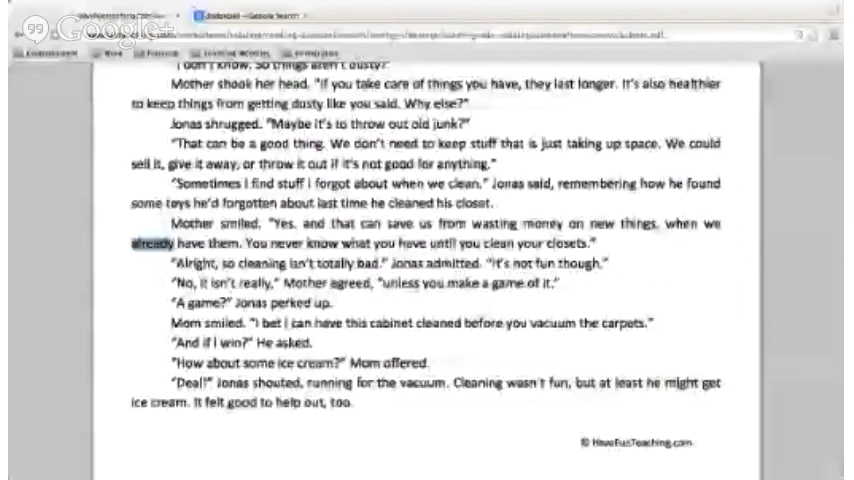 Google+
Google Search
"I don't know. So things aren't dusty?"
Mother shook her head. "If you take care of things you have, they last longer. It's also healthier
to keep things from getting dusty like you said. Why else?"
Jonas shrugged. "Maybe it's to throw out old junk?"
"That can be a good thing. We don't need to keep stuff that is just taking up space. We could
sell it, give it away, or throw it out if it's not good for anything."
"Sometimes I find stuff I forgot about when we clean," Jonas said, remembering how he found
some toys he'd forgotten about last time he cleaned his closet.
Mother smiled. "Yes, and that can save us from wasting money on new things, when we
already have them. You never know what you have until you clean your closets."
"Alright, so cleaning isn't totally bad." Jonas admitted. "It's not fun though."
"No, it isn't really," Mother agreed, "unless you make a game of it."
"A game?" Jonas perked up.
Mom smiled. "I bet I can have this cabinet cleaned before you vacuum the carpets."
"And if I win?" He asked.
"How about some ice cream?" Mom offered.
"Deal!" Jonas shouted, running for the vacuum. Cleaning wasn't fun, but at least he might get
ice cream. It felt good to help out, too.
© HaveFunTeaching.com